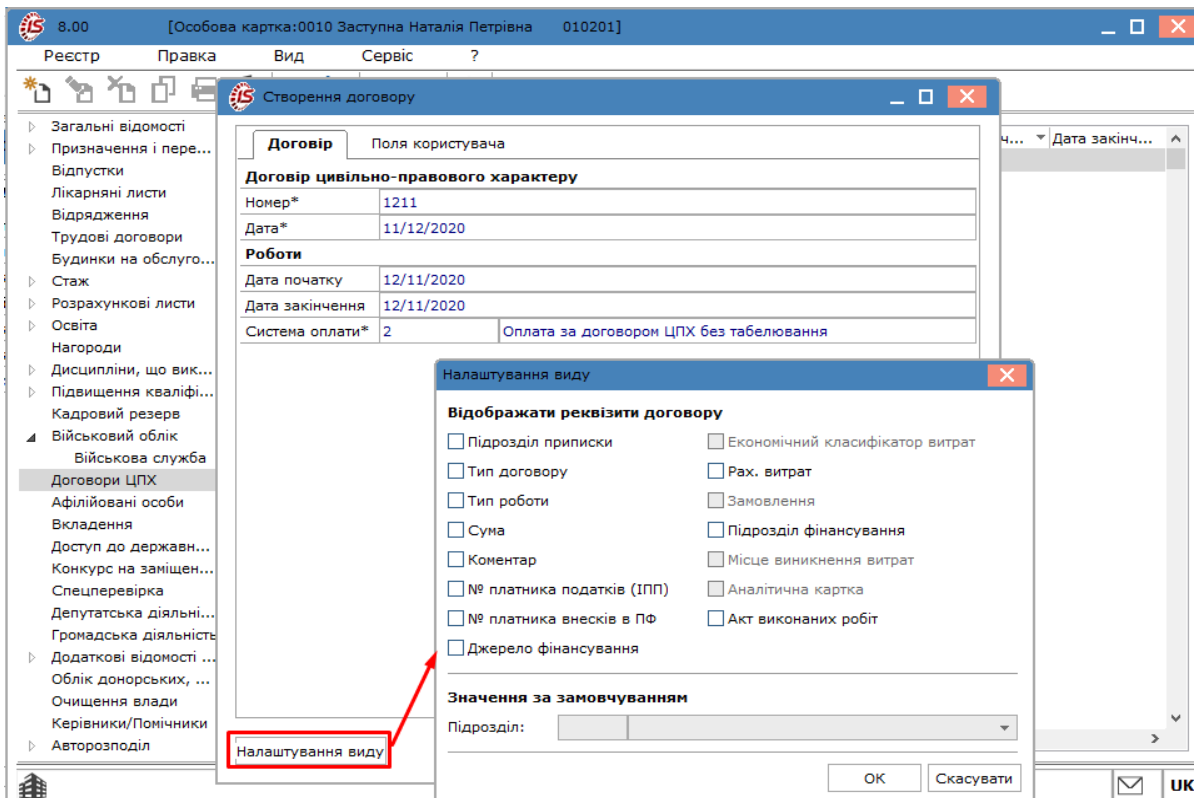 8.00 [Особова картка:0010 Заступна Наталія Петрівна 010201]
Реєстр Правка Вид Сервіс ?
Створення договору
Загальні відомості
Призначення і пере...
Відпустки
Лікарняні листи
Відрядження
Трудові договори
Будинки на обслуго...
Стаж
Розрахункові листи
Освіта
Нагороди
Дисципліни, що вик...
Підвищення кваліфі...
Кадровий резерв
Військовий облік
Військова служба
Договори ЦПХ
Афілійовані особи
Вкладення
Доступ до державн...
Конкурс на заміщен...
Спецперевірка
Депутатська діяльні...
Громадська діяльність
Додаткові відомості ...
Облік донорських, ...
Очищення влади
Керівники/Помічники
Авторозподіл
Договір Поля користувача
Договір цивільно-правового характеру
Номер* 1211
Дата* 11/12/2020
Роботи
Дата початку 12/11/2020
Дата закінчення 12/11/2020
Система оплати* 2 Оплата за договором ЦПХ без табелювання
Налаштування виду
ч... Дата закінч...
Налаштування виду
Відображати реквізити договору
Підрозділ приписки Економічний класифікатор витрат
Тип договору Рах. витрат
Тип роботи Замовлення
Сума Підрозділ фінансування
Коментар Місце виникнення витрат
№ платника податків (ІПП) Аналітична картка
№ платника внесків в ПФ Акт виконаних робіт
Джерело фінансування
Значення за замовчуванням
Підрозділ:
ОК Скасувати
UK